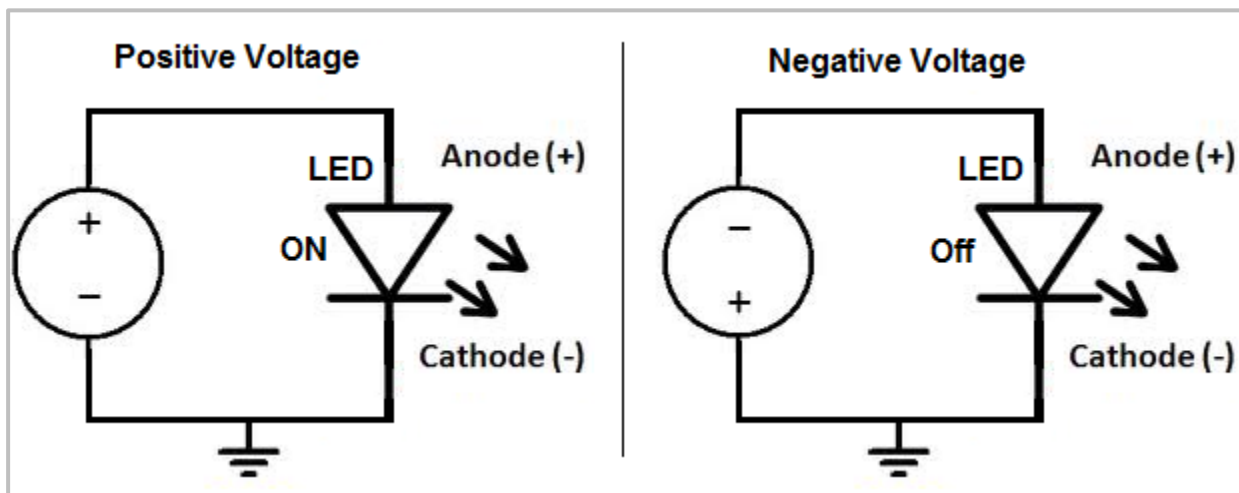 Positive Voltage
LED
Anode (+)
+
ON
−
Cathode (-)
Negative Voltage
LED
Anode (+)
−
Off
+
Cathode (-)